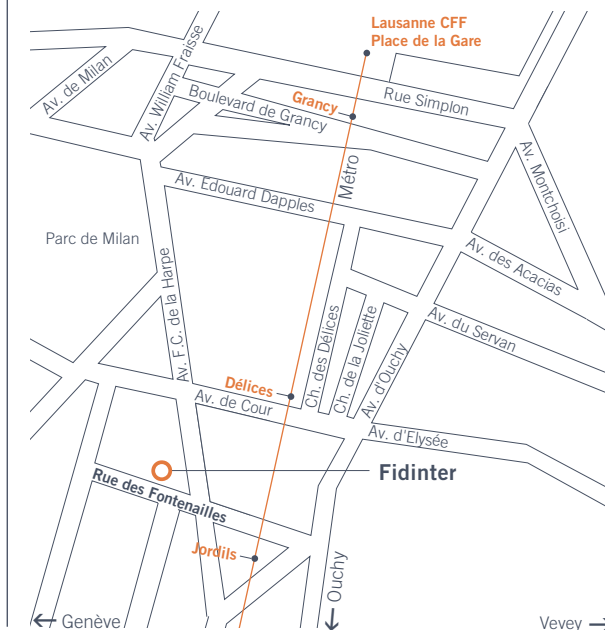 Lausanne CFF
Place de la Gare
Av. de Milan
Av. William Fraisse
Boulevard de Grancy
Grancy
Rue Simplon
Métro
Av. Montchoisi
Av. Edouard Dapples
Parc de Milan
Av. F.C. de la Harpe
Av. des Acacias
Av. du Servan
Ch. des Délices
Ch. de la Joliette
Av. d'Ouchy
Délices
Av. de Cour
Av. d'Elysée
Fidinter
Rue des Fontenailles
Jordils
Ouchy
Genève
Vevey